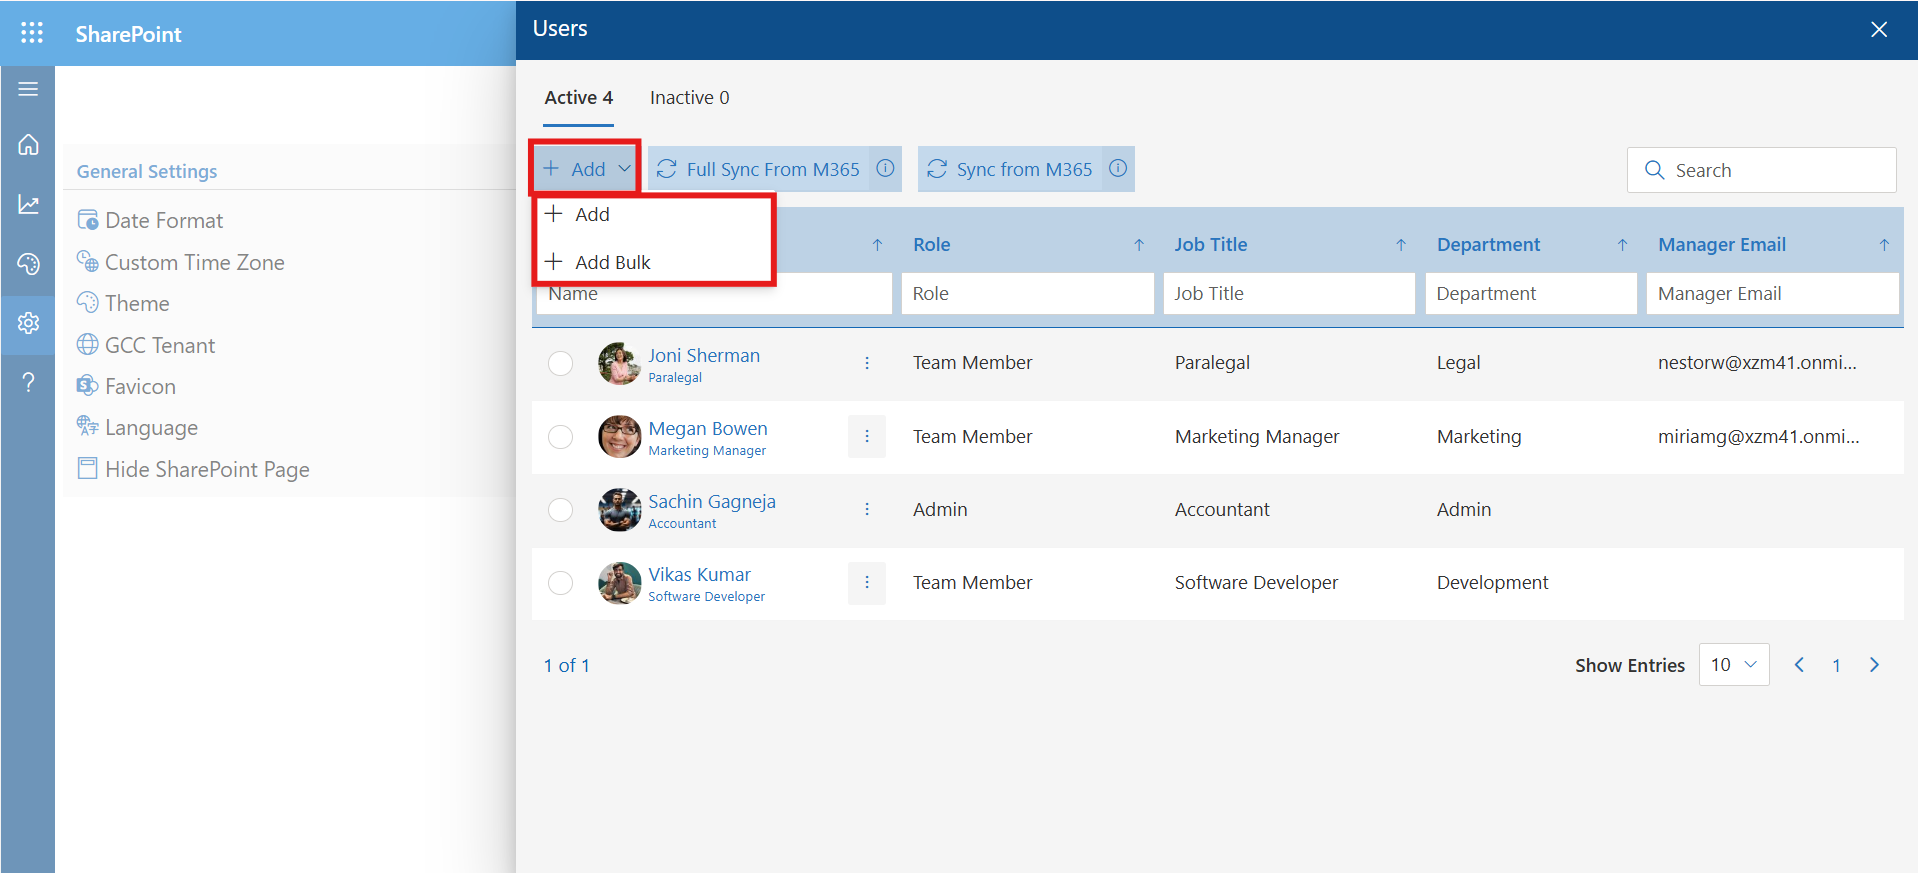 SharePoint
General Settings
Date Format
Custom Time Zone
Theme
GCC Tenant
Favicon
Language
Hide SharePoint Page
Users
Active 4 Inactive 0
Add Full Sync From M365 Sync from M365 Search
Add
Add Bulk
Role Job Title Department Manager Email
Name Role Job Title Department Manager Email
Joni Sherman
Paralegal
Team Member Paralegal Legal nestorw@xzm41.onmi...
Megan Bowen
Marketing Manager
Team Member Marketing Manager Marketing miriamg@xzm41.onmi...
Sachin Gagneja
Accountant
Admin Accountant Admin
Vikas Kumar
Software Developer
Team Member Software Developer Development
1 of 1 Show Entries 10 1